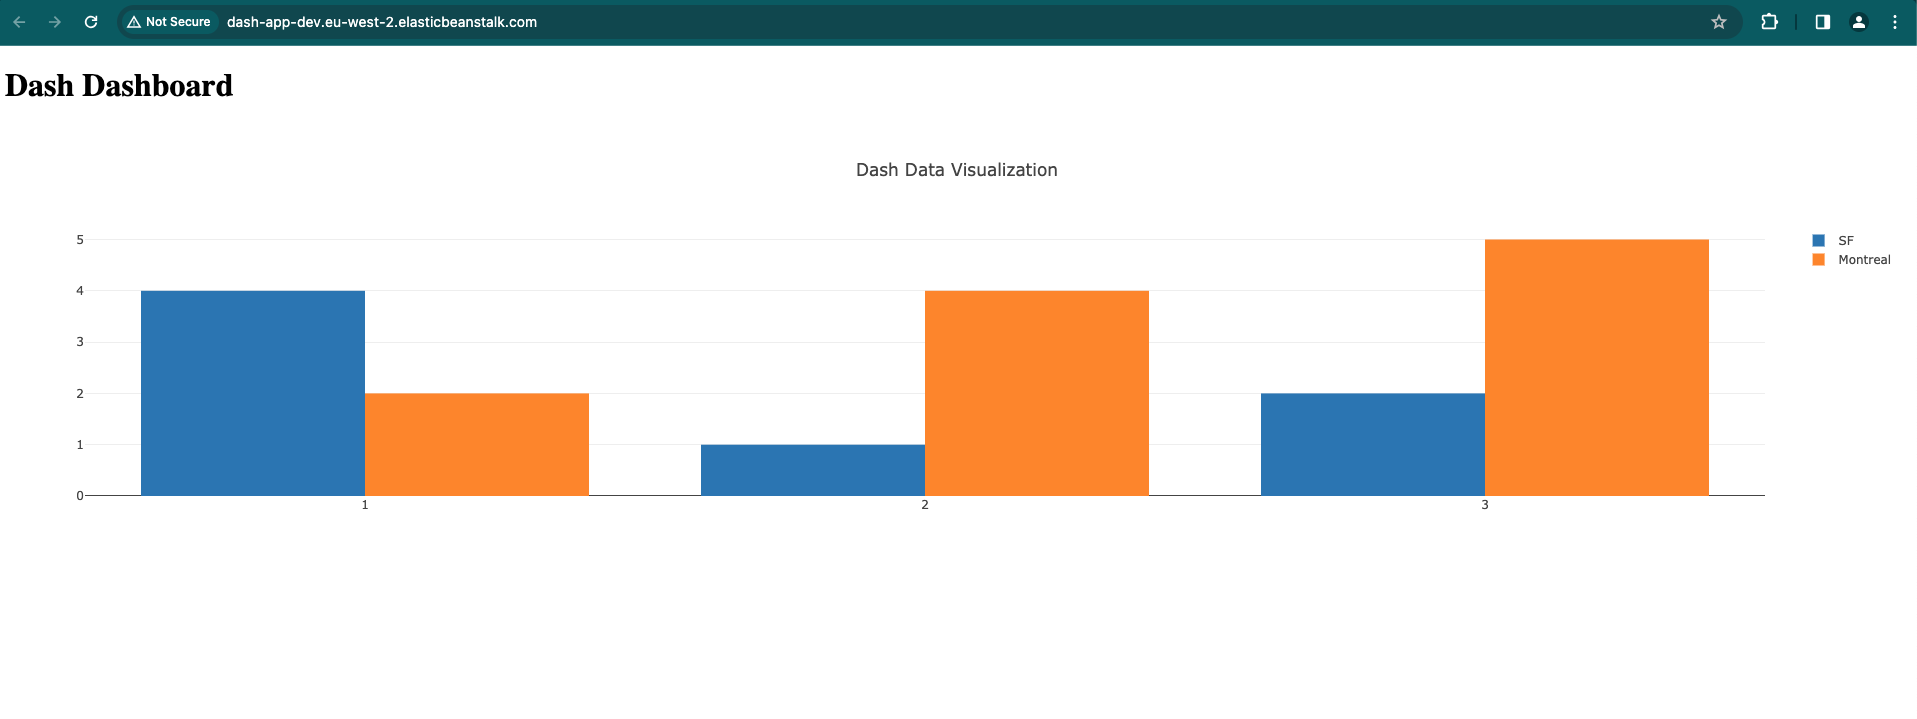 Not Secure dash-app-dev.eu-west-2.elasticbeanstalk.com
Dash Dashboard
Dash Data Visualization
5
4
3
2
1
0
1 2 3
SF
Montreal